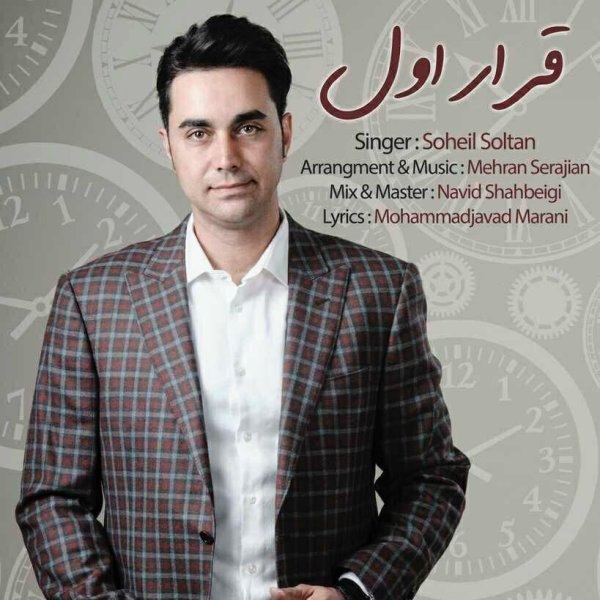 قرار اول
Singer : Soheil Soltan
Arrangment & Music : Mehran Serajian
Mix & Master : Navid Shahbeigi
Lyrics : Mohammadjavad Marani